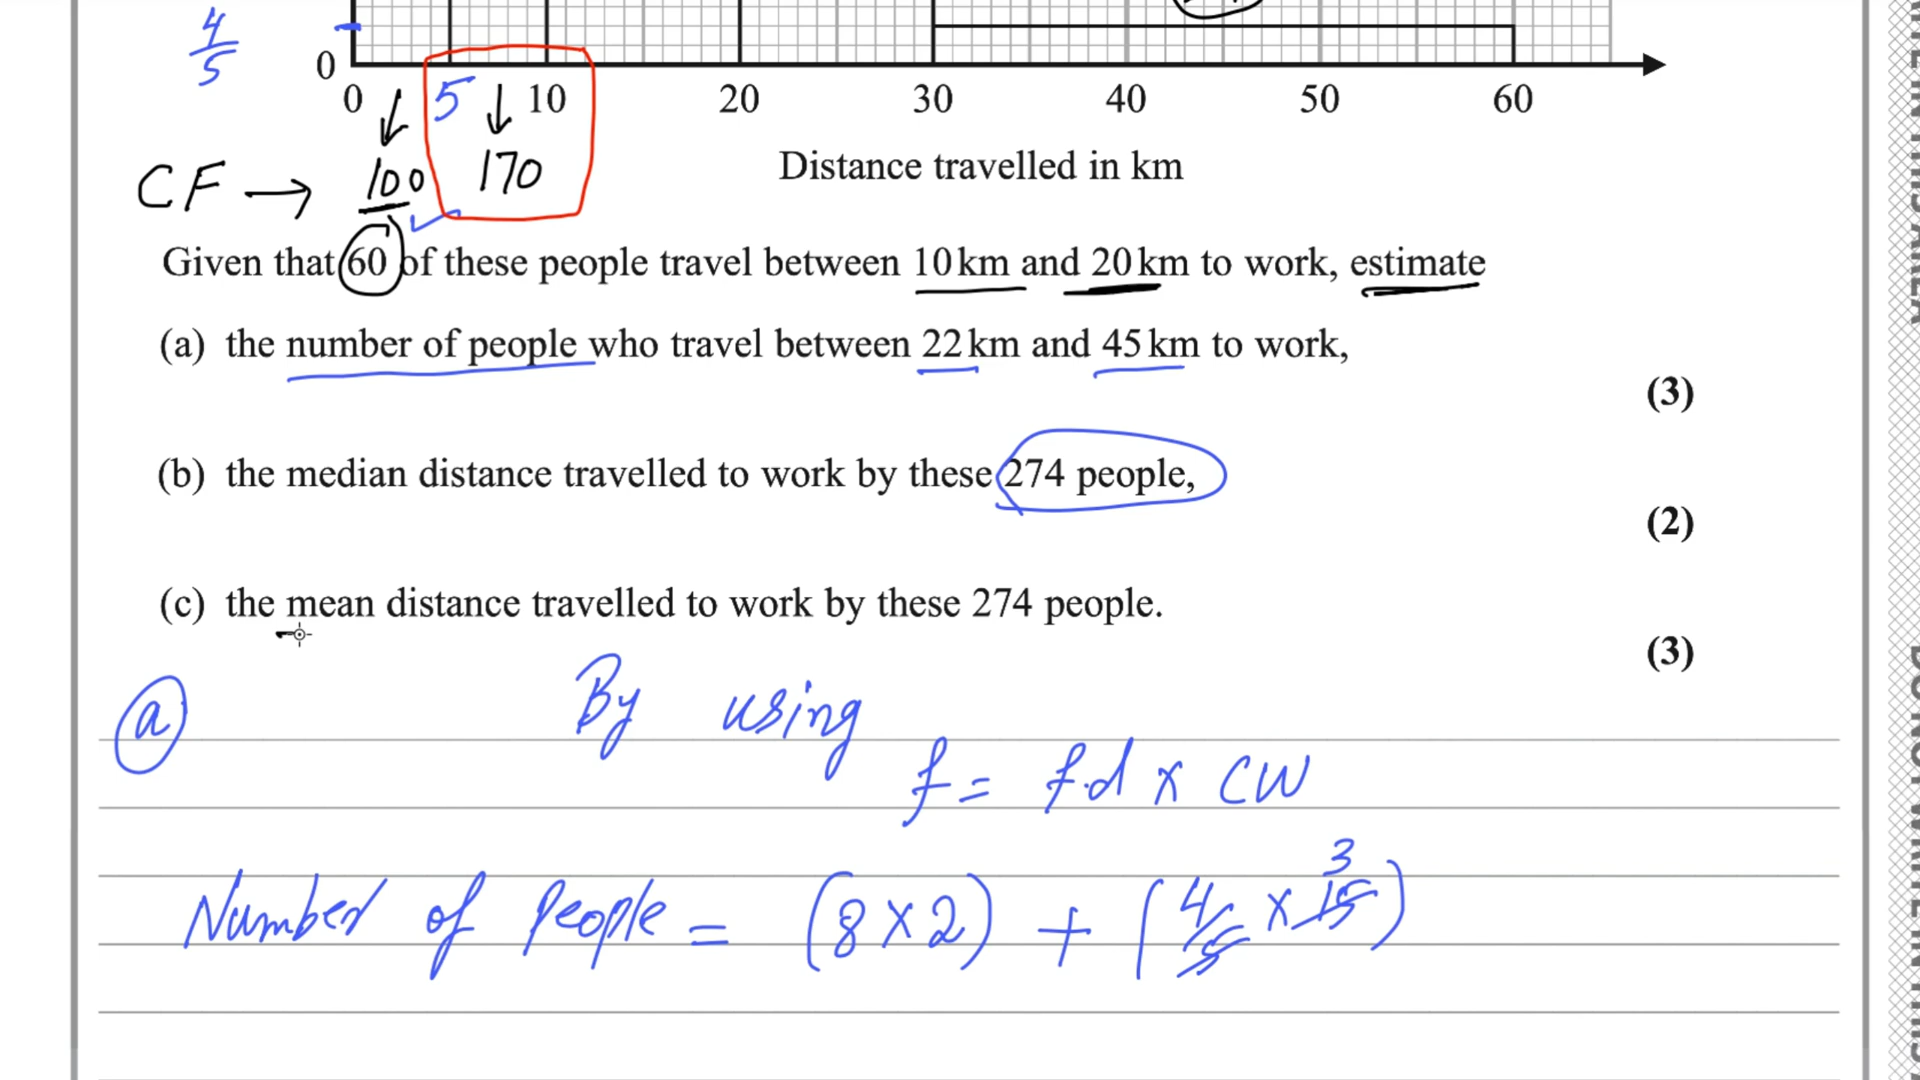 4
5
0
0 5 10 20 30 40 50 60
CF → 100 170
Distance travelled in km
Given that 60 of these people travel between 10 km and 20 km to work, estimate
(a) the number of people who travel between 22 km and 45 km to work,
(3)
(b) the median distance travelled to work by these 274 people,
(2)
(c) the mean distance travelled to work by these 274 people.
(3)
a By using
f = f.d × CW
3
Number of People = (8 × 2) + (4/5 × 15)